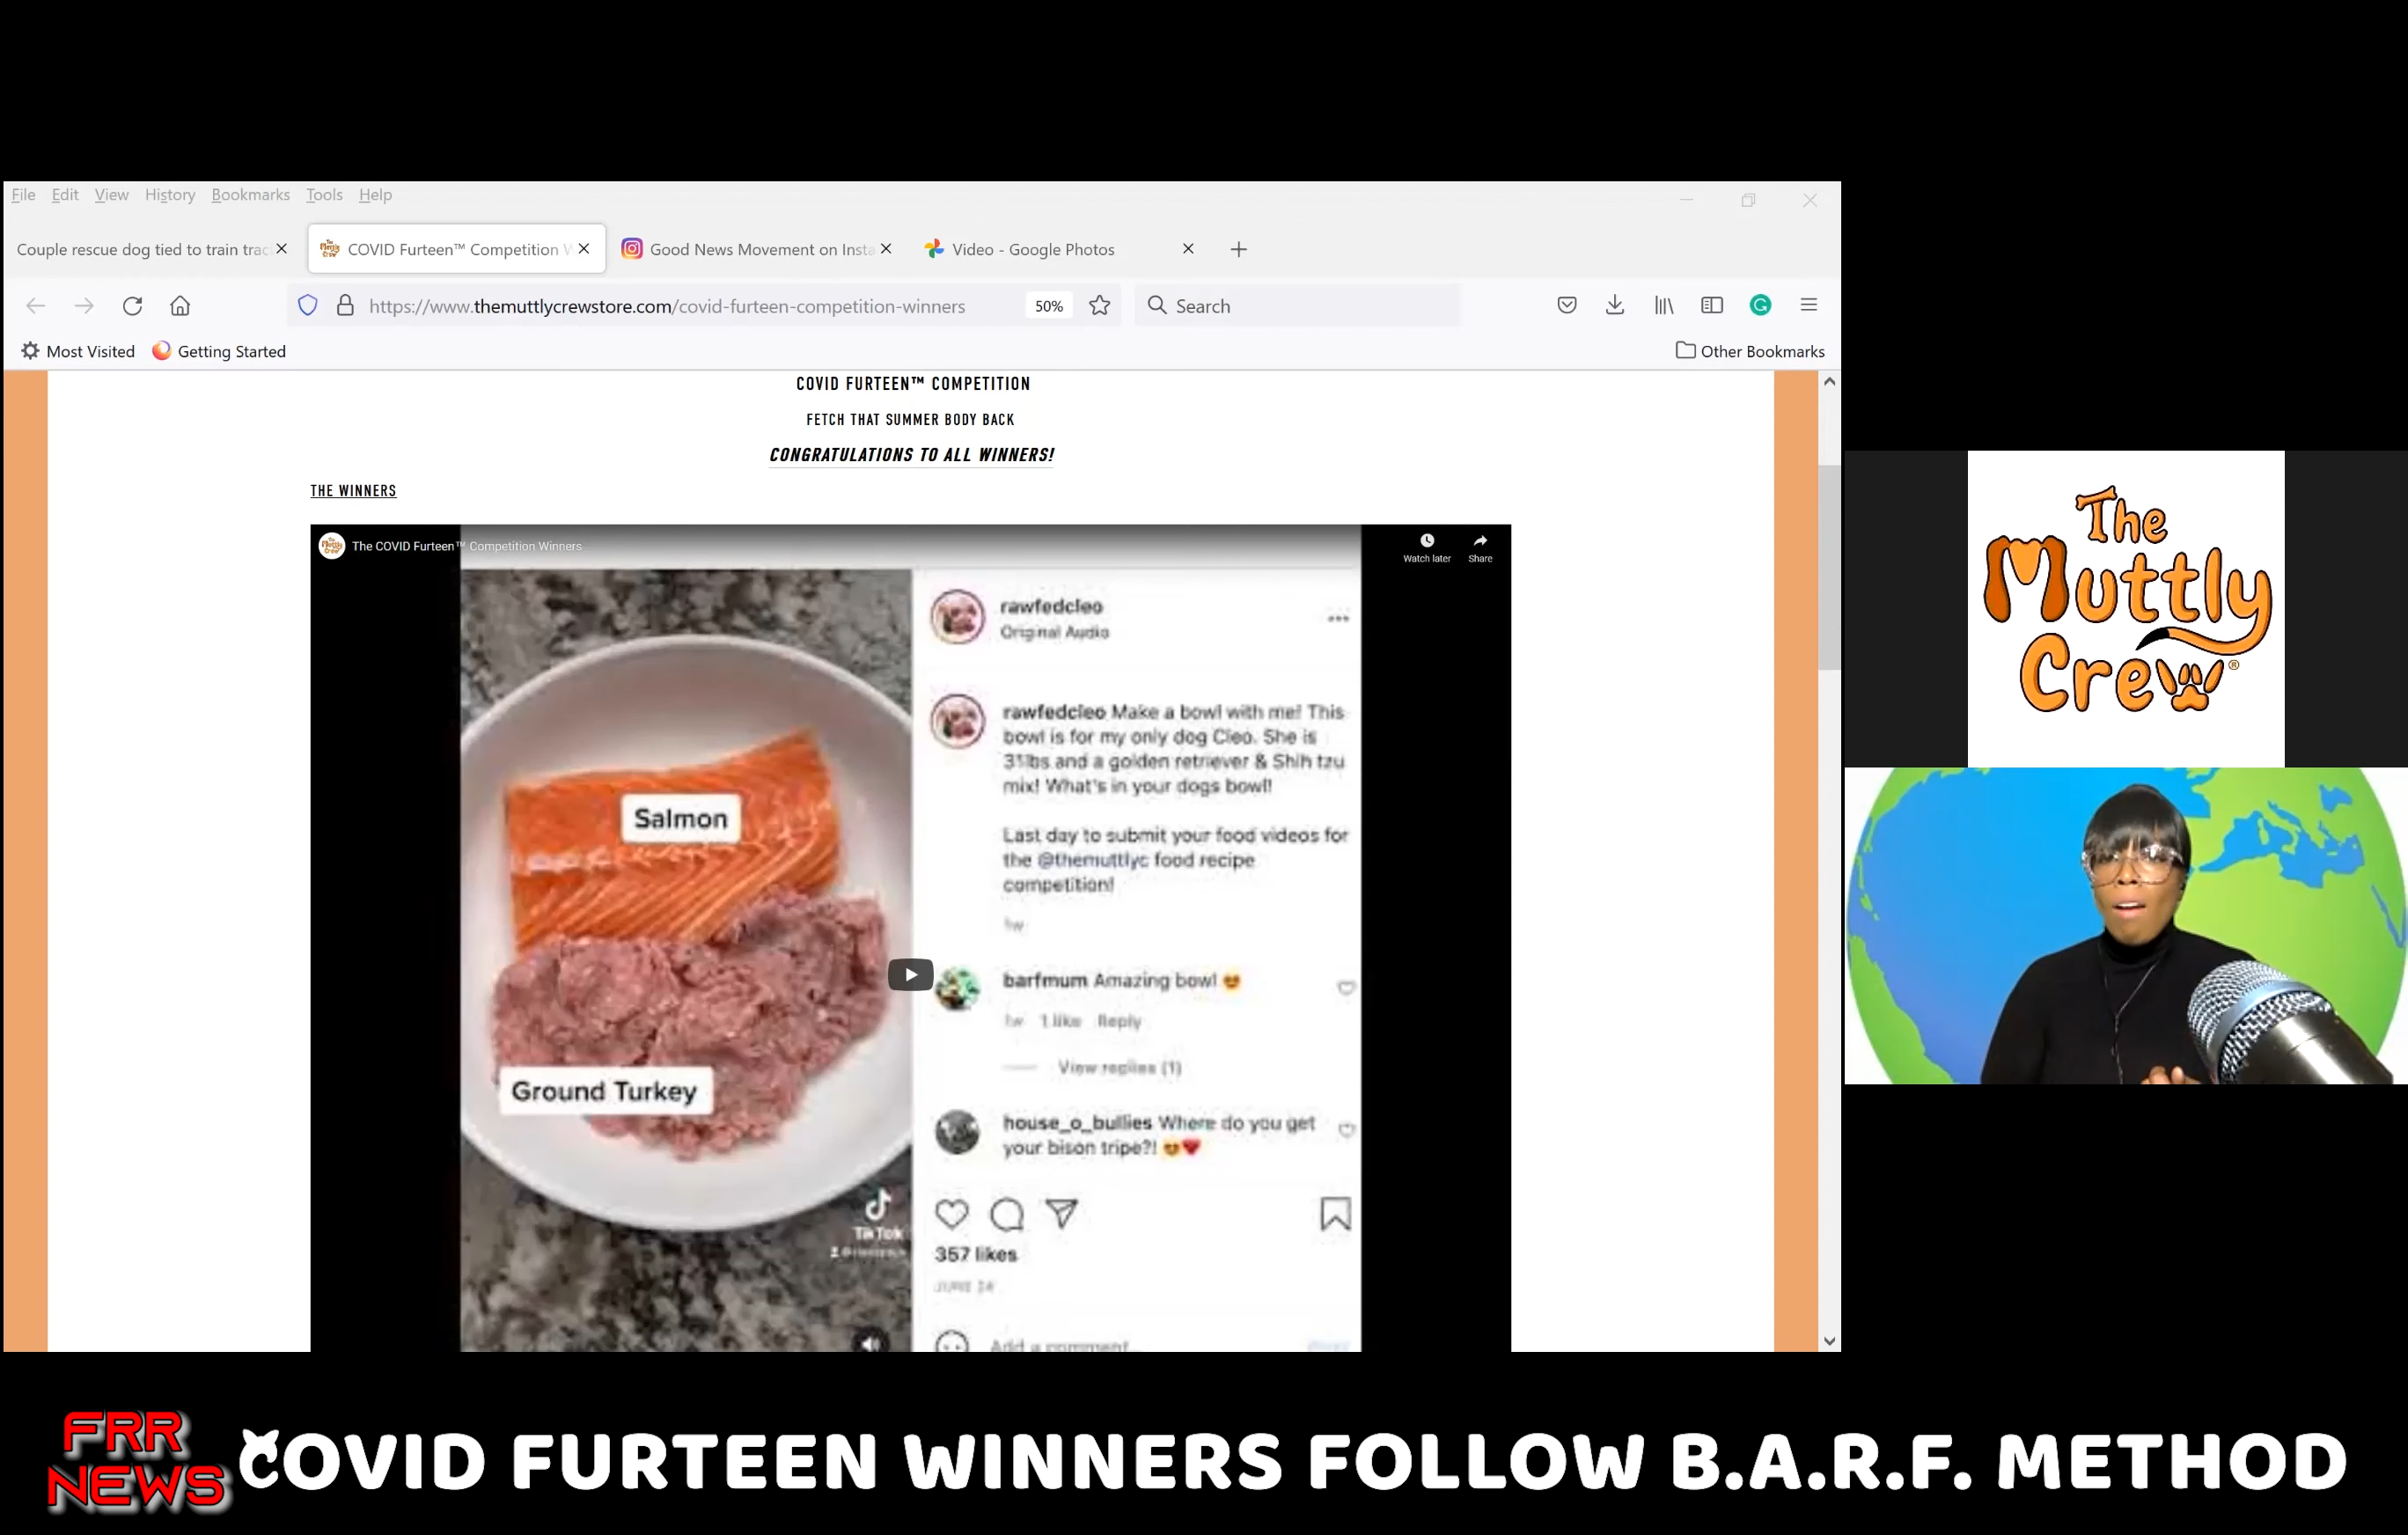 File Edit View History Bookmarks Tools Help
Couple rescue dog tied to train trac
COVID Furteen™ Competition W
Good News Movement on Insta
Video - Google Photos
https://www.themuttlycrewstore.com/covid-furteen-competition-winners
50%
Search
Most Visited
Getting Started
Other Bookmarks
COVID FURTEEN™ COMPETITION
FETCH THAT SUMMER BODY BACK
CONGRATULATIONS TO ALL WINNERS!
THE WINNERS
The COVID Furteen™ Competition Winners
Watch later
Share
Salmon
Ground Turkey
TikTok
rawfedcleo
Original Audio
rawfedcleo Make a bowl with me! This
bowl is for my only dog Cleo. She is
31lbs and a golden retriever & Shih tzu
mix! What's in your dogs bowl!
Last day to submit your food videos for
the @themuttlyc food recipe
competition!
1w
barfmum Amazing bowl 😍
1w 1 like Reply
View replies (1)
house_o_bullies Where do you get
your bison tripe?! 😍❤️
357 likes
JUNE 24
Add a comment...
The
Muttly
Crew®
FRR
NEWS
COVID FURTEEN WINNERS FOLLOW B.A.R.F. METHOD